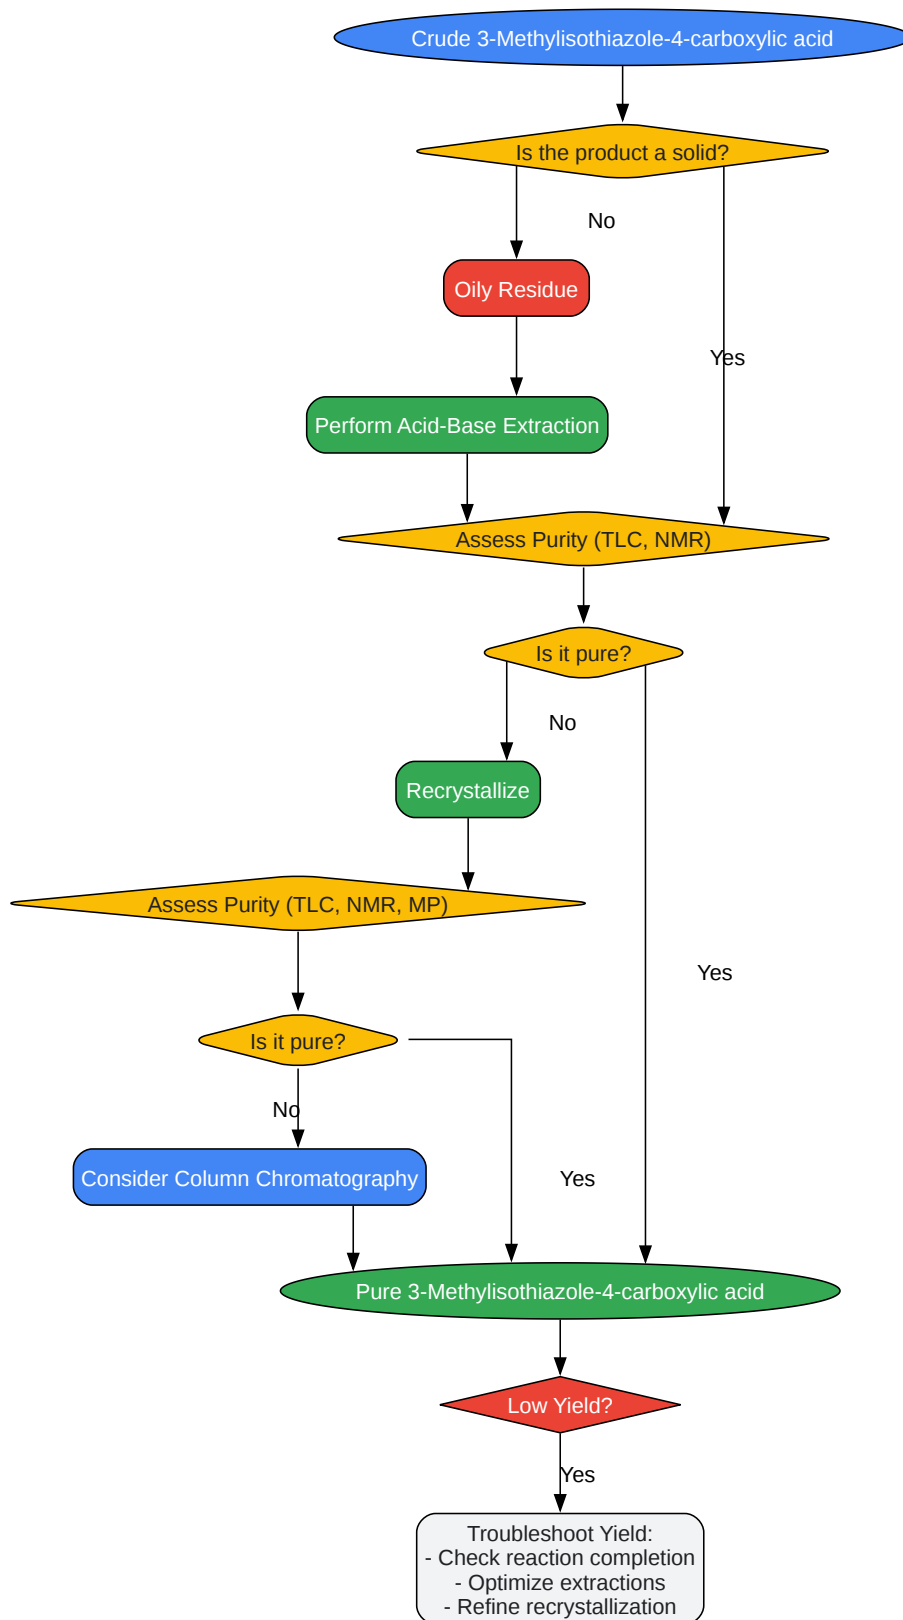 Crude 3-Methylisothiazole-4-carboxylic acid
Is the product a solid?
No
Oily Residue
Yes
Perform Acid-Base Extraction
Assess Purity (TLC, NMR)
Is it pure?
No
Recrystallize
Assess Purity (TLC, NMR, MP)
Yes
Is it pure?
No
Consider Column Chromatography
Yes
Pure 3-Methylisothiazole-4-carboxylic acid
Low Yield?
Yes
Troubleshoot Yield:
- Check reaction completion
- Optimize extractions
- Refine recrystallization